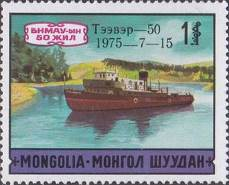 БНМАУ-ЫН
50 ЖИЛ
Тээвэр—50
1975—7—15
1
MONGOLIA-МОНГОЛ ШУУДАН